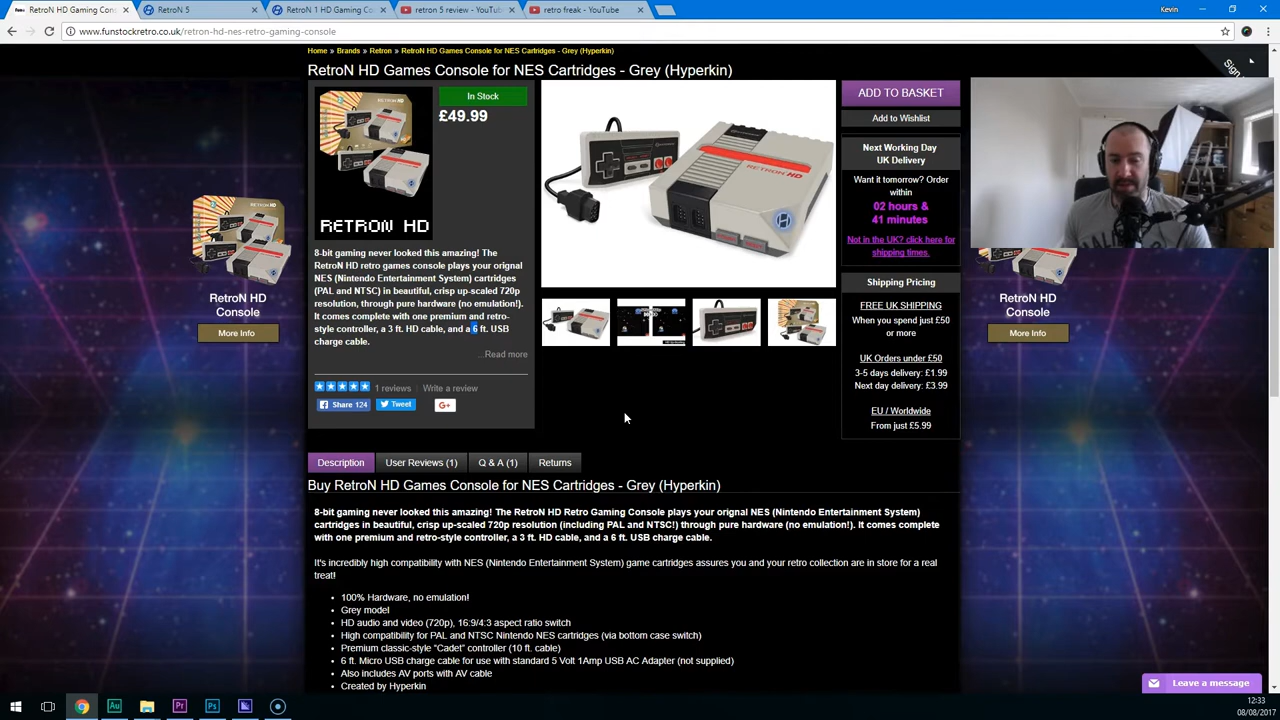 RetroN HD Gaming Cons
RetroN 5
RetroN 1 HD Gaming Co
retron 5 review - YouTub
retro freak - YouTube
Kevin
www.funstockretro.co.uk/retron-hd-nes-retro-gaming-console
Home » Brands » Retron » RetroN HD Games Console for NES Cartridges - Grey (Hyperkin)
RetroN HD Games Console for NES Cartridges - Grey (Hyperkin)
In Stock
£49.99
RETRON HD
8-bit gaming never looked this amazing! The
RetroN HD retro games console plays your orignal
NES (Nintendo Entertainment System) cartridges
(PAL and NTSC) in beautiful, crisp up-scaled 720p
resolution, through pure hardware (no emulation!).
It comes complete with one premium and retro-
style controller, a 3 ft. HD cable, and a 6 ft. USB
charge cable.
...Read more
1 reviews
Write a review
Share 124
Tweet
G+
RETRON HD
ADD TO BASKET
Add to Wishlist
Next Working Day
UK Delivery
Want it tomorrow? Order
within
02 hours &
41 minutes
Not in the UK? click here for
shipping times.
Shipping Pricing
FREE UK SHIPPING
When you spend just £50
or more
UK Orders under £50
3-5 days delivery: £1.99
Next day delivery: £3.99
EU / Worldwide
From just £5.99
Sign
RetroN HD
Console
More Info
RetroN HD
Console
More Info
Description
User Reviews (1)
Q & A (1)
Returns
Buy RetroN HD Games Console for NES Cartridges - Grey (Hyperkin)
8-bit gaming never looked this amazing! The RetroN HD Retro Gaming Console plays your orignal NES (Nintendo Entertainment System)
cartridges in beautiful, crisp up-scaled 720p resolution (including PAL and NTSC!) through pure hardware (no emulation!). It comes complete
with one premium and retro-style controller, a 3 ft. HD cable, and a 6 ft. USB charge cable.
It's incredibly high compatibility with NES (Nintendo Entertainment System) game cartridges assures you and your retro collection are in store for a real
treat!
• 100% Hardware, no emulation!
• Grey model
• HD audio and video (720p), 16:9/4:3 aspect ratio switch
• High compatibility for PAL and NTSC Nintendo NES cartridges (via bottom case switch)
• Premium classic-style "Cadet" controller (10 ft. cable)
• 6 ft. Micro USB charge cable for use with standard 5 Volt 1Amp USB AC Adapter (not supplied)
• Also includes AV ports with AV cable
• Created by Hyperkin
Leave a message
Au
Pr
Ps
12:33
08/08/2017